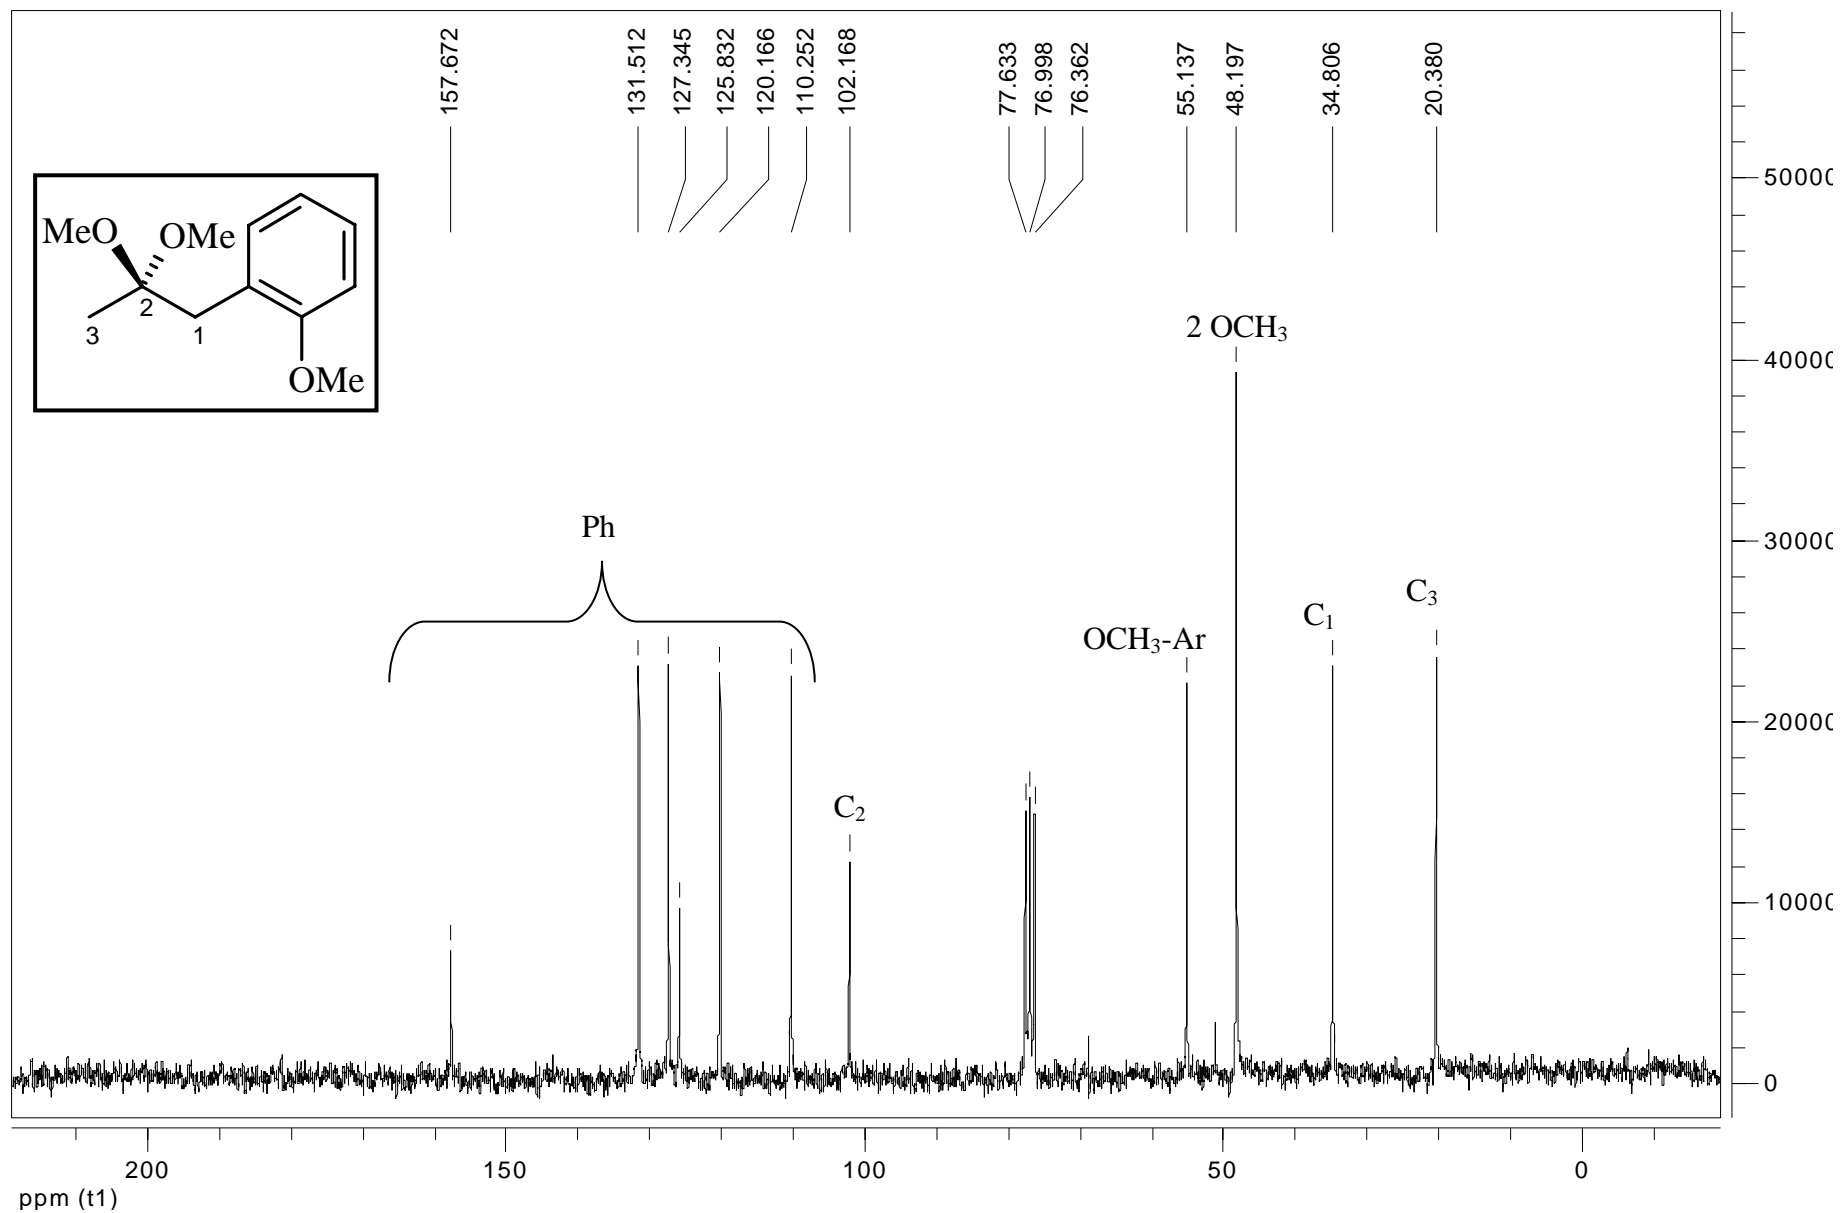 157.672
131.512
127.345
125.832
120.166
110.252
102.168
77.633
76.998
76.362
55.137
48.197
34.806
20.380
MeO
OMe
2
3
1
OMe
2 OCH₃
Ph
OCH₃-Ar
C₁
C₃
C₂
50000
40000
30000
20000
10000
0
200 150 100 50 0
ppm (t1)